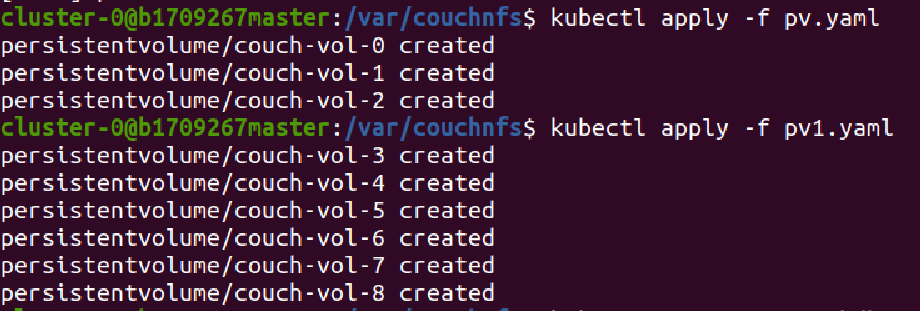 cluster-0@b1709267master:/var/couchnfs$ kubectl apply -f pv.yaml
persistentvolume/couch-vol-0 created
persistentvolume/couch-vol-1 created
persistentvolume/couch-vol-2 created
cluster-0@b1709267master:/var/couchnfs$ kubectl apply -f pv1.yaml
persistentvolume/couch-vol-3 created
persistentvolume/couch-vol-4 created
persistentvolume/couch-vol-5 created
persistentvolume/couch-vol-6 created
persistentvolume/couch-vol-7 created
persistentvolume/couch-vol-8 created